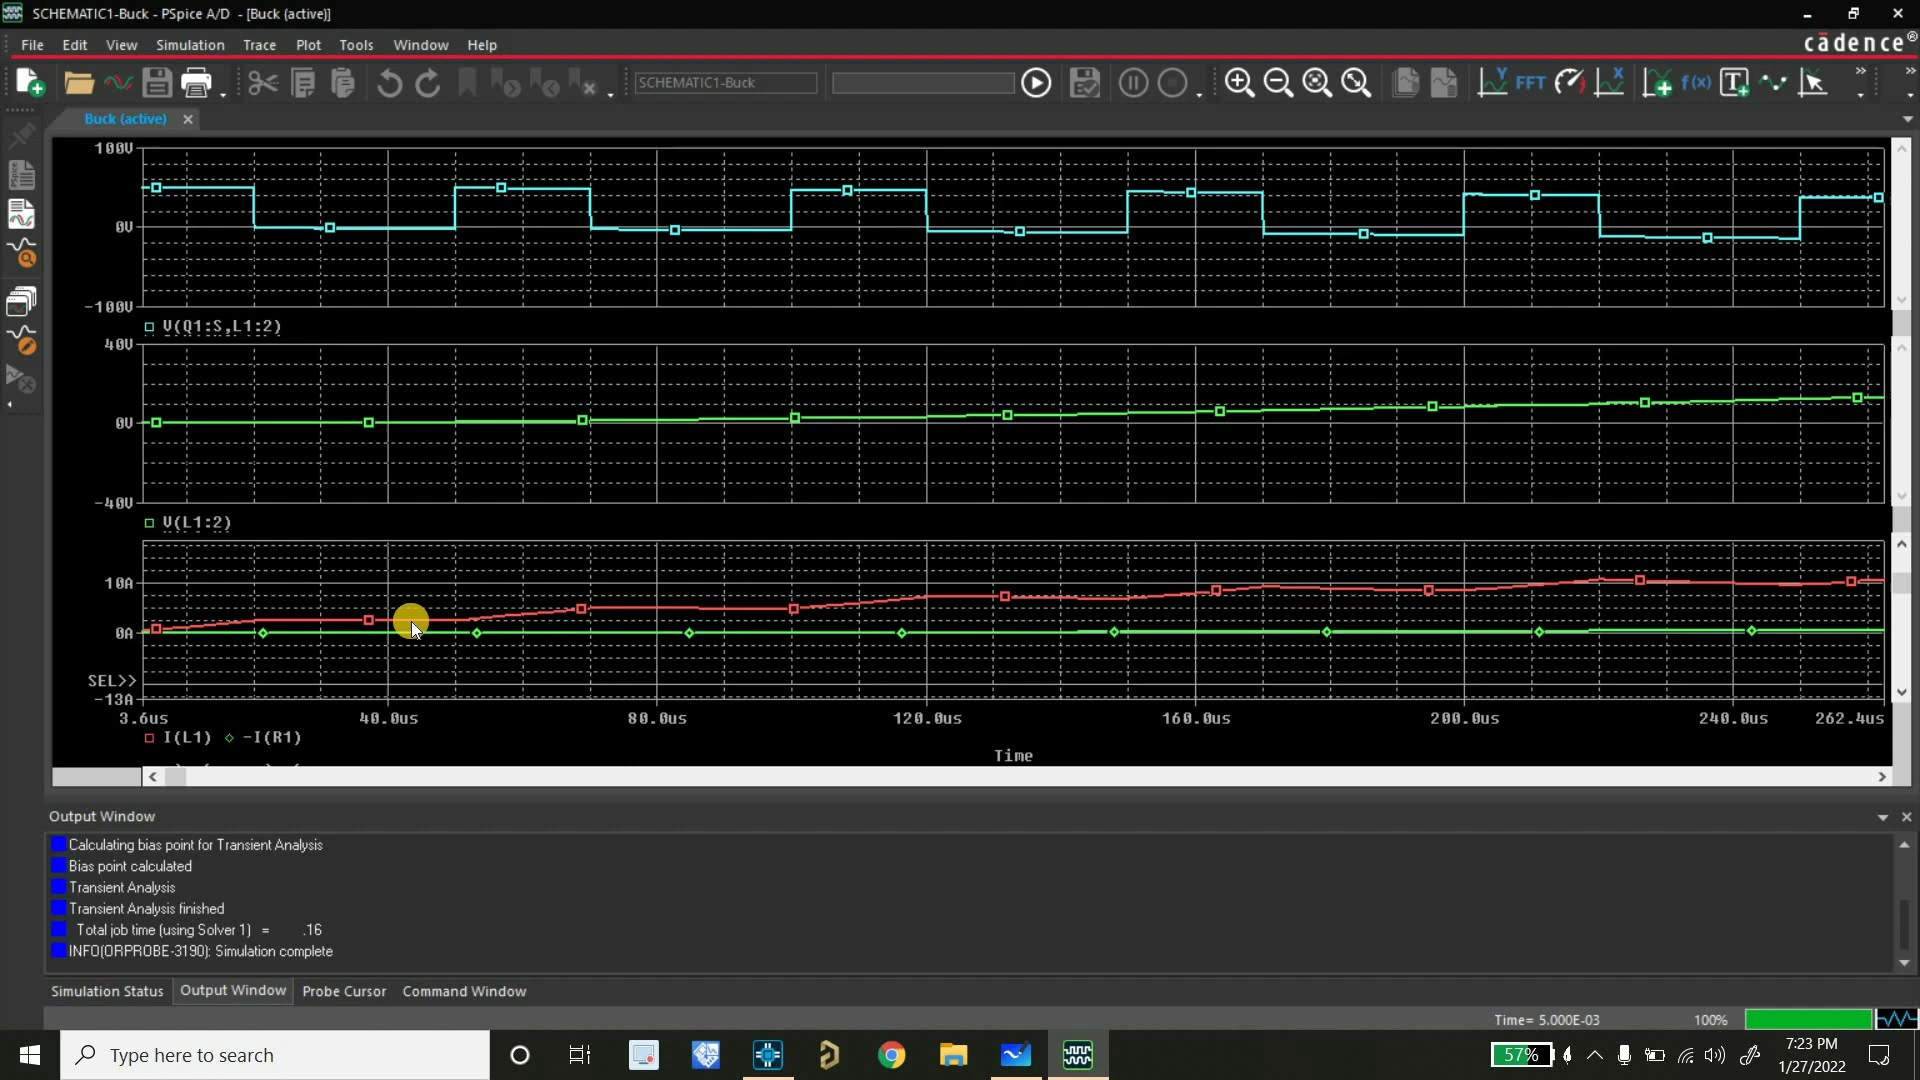 SCHEMATIC1-Buck - PSpice A/D - [Buck (active)]
File Edit View Simulation Trace Plot Tools Window Help
cādence®
SCHEMATIC1-Buck
FFT
f(x)
Buck (active)
100V
0V
-100V
V(Q1:S,L1:2)
40V
0V
-40V
V(L1:2)
10A
0A
SEL>>
-13A
3.6us 40.0us 80.0us 120.0us 160.0us 200.0us 240.0us 262.4us
I(L1) -I(R1)
Time
Output Window
Calculating bias point for Transient Analysis
Bias point calculated
Transient Analysis
Transient Analysis finished
Total job time (using Solver 1) = .16
INFO(ORPROBE-3190): Simulation complete
Simulation Status Output Window Probe Cursor Command Window
Time= 5.000E-03 100%
Type here to search
57%
7:23 PM
1/27/2022